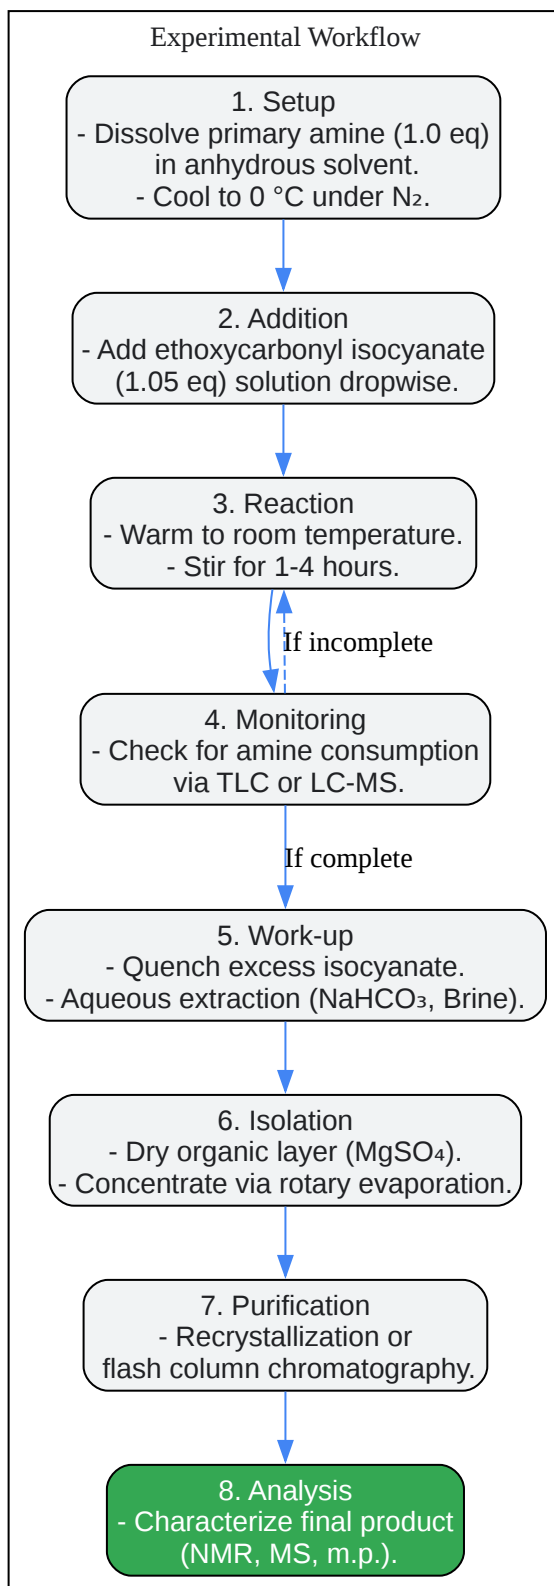 Experimental Workflow
1. Setup
- Dissolve primary amine (1.0 eq)
in anhydrous solvent.
- Cool to 0 °C under N₂.
2. Addition
- Add ethoxycarbonyl isocyanate
(1.05 eq) solution dropwise.
3. Reaction
- Warm to room temperature.
- Stir for 1-4 hours.
If incomplete
4. Monitoring
- Check for amine consumption
via TLC or LC-MS.
If complete
5. Work-up
- Quench excess isocyanate.
- Aqueous extraction (NaHCO₃, Brine).
6. Isolation
- Dry organic layer (MgSO₄).
- Concentrate via rotary evaporation.
7. Purification
- Recrystallization or
flash column chromatography.
8. Analysis
- Characterize final product
(NMR, MS, m.p.).